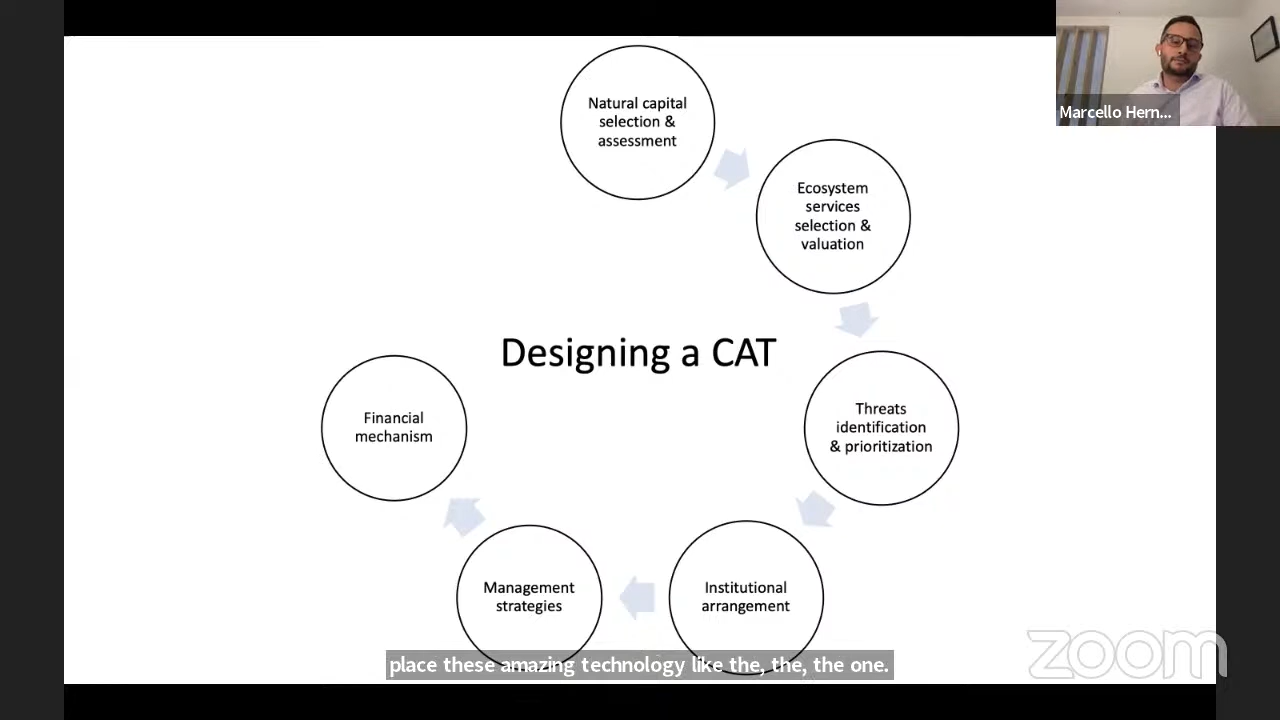 Marcello Hern...
Natural capital
selection &
assessment
Ecosystem
services
selection &
valuation
Designing a CAT
Threats
identification
& prioritization
Financial
mechanism
Institutional
arrangement
Management
strategies
place these amazing technology like the, the, the one.
zoom